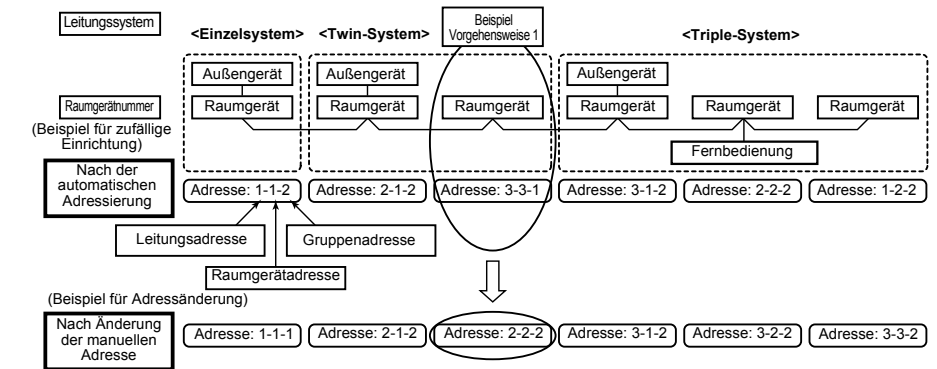 Leitungssystem
<Einzelsystem>
<Twin-System>
Beispiel
Vorgehensweise 1
<Triple-System>
Außengerät
Außengerät
Außengerät
Raumgerätnummer
Raumgerät
Raumgerät
Raumgerät
Raumgerät
Raumgerät
Raumgerät
(Beispiel für zufällige
Einrichtung)
Fernbedienung
Nach der
automatischen
Adressierung
Adresse: 1-1-2
Adresse: 2-1-2
Adresse: 3-3-1
Adresse: 3-1-2
Adresse: 2-2-2
Adresse: 1-2-2
Leitungsadresse
Gruppenadresse
Raumgerätadresse
(Beispiel für Adressänderung)
Nach Änderung
der manuellen
Adresse
Adresse: 1-1-1
Adresse: 2-1-2
Adresse: 2-2-2
Adresse: 3-1-2
Adresse: 3-2-2
Adresse: 3-3-2